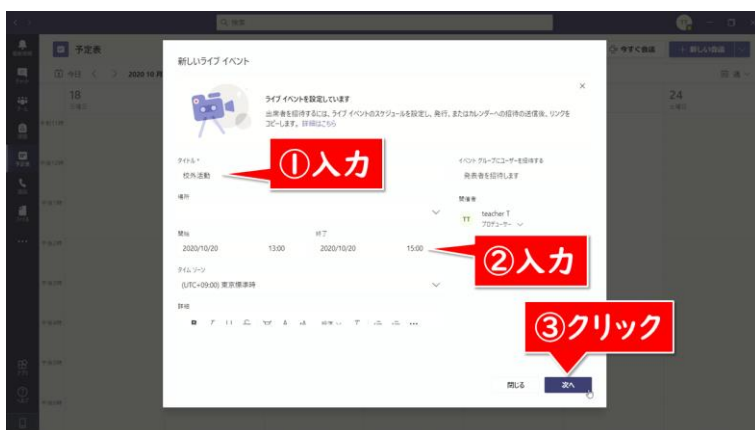 検索
TT
予定表
今すぐ会議
+ 新しい会議
今日
2020 10月
18
24
新しいライブ イベント
ライブ イベントを設定しています
出席者を招待するには、ライブ イベントのスケジュールを設定し、発行、またはカレンダーへの招待の送信後、リンクを
コピーします。 詳細はこちら
タイトル *
イベント グループにユーザーを招待する
①入力
校外活動
発表者を招待します
場所
開催者
TT
teacher T
プロデューサー
開始
終了
2020/10/20
13:00
2020/10/20
15:00
②入力
タイム ゾーン
(UTC+09:00) 東京標準時
詳細
③クリック
閉じる
次へ